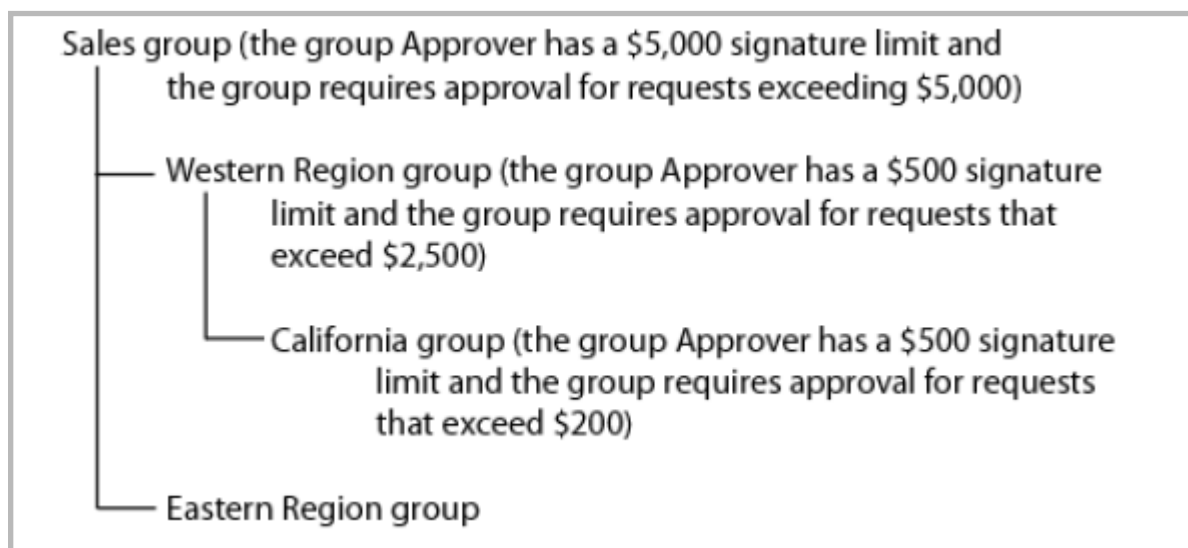 Sales group (the group Approver has a $5,000 signature limit and
the group requires approval for requests exceeding $5,000)
Western Region group (the group Approver has a $500 signature
limit and the group requires approval for requests that
exceed $2,500)
California group (the group Approver has a $500 signature
limit and the group requires approval for requests
that exceed $200)
Eastern Region group